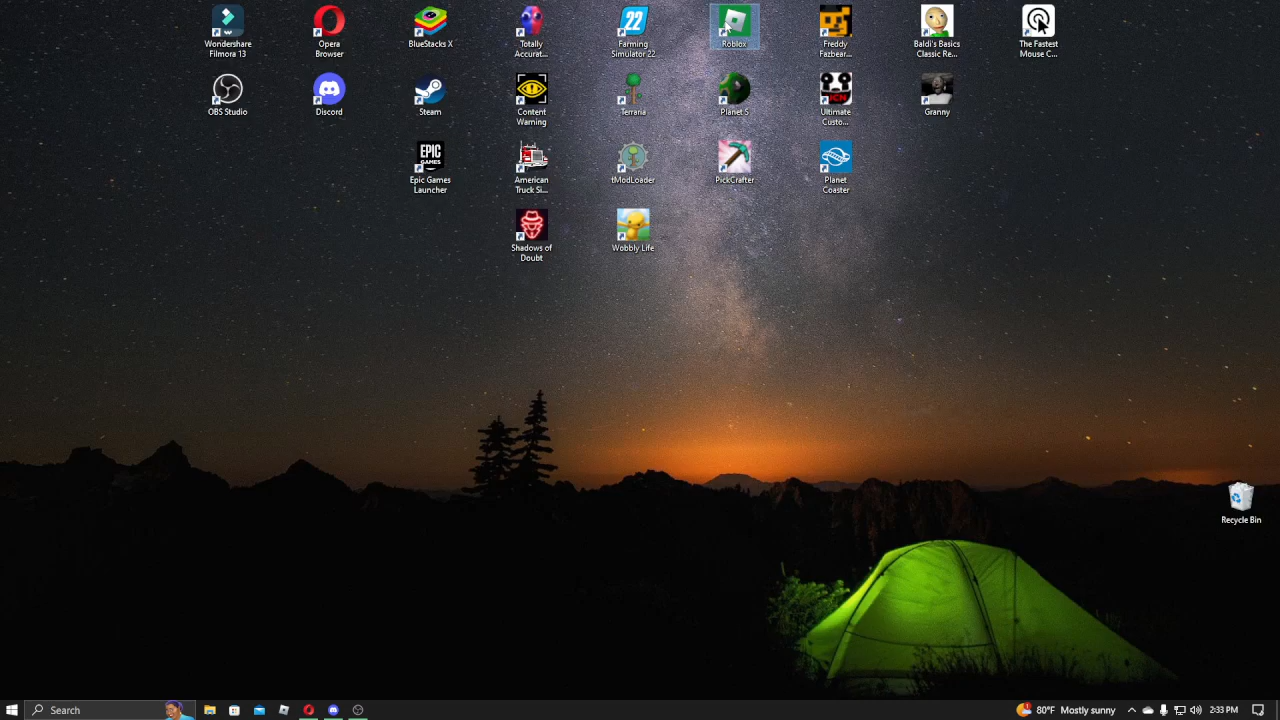 Wondershare
Filmora 13
Opera
Browser
BlueStacks X
Totally
Accurat...
22
Farming
Simulator 22
Roblox
Freddy
Fazbear...
Baldi's Basics
Classic Re...
The Fastest
Mouse C...
OBS Studio
Discord
Steam
Content
Warning
Terraria
Planet S
UCN
Ultimate
Custo...
Granny
EPIC
GAMES
Epic Games
Launcher
American
Truck Si...
tModLoader
PickCrafter
Planet
Coaster
Shadows of
Doubt
Wobbly Life
Recycle Bin
Search
80°F Mostly sunny
2:33 PM